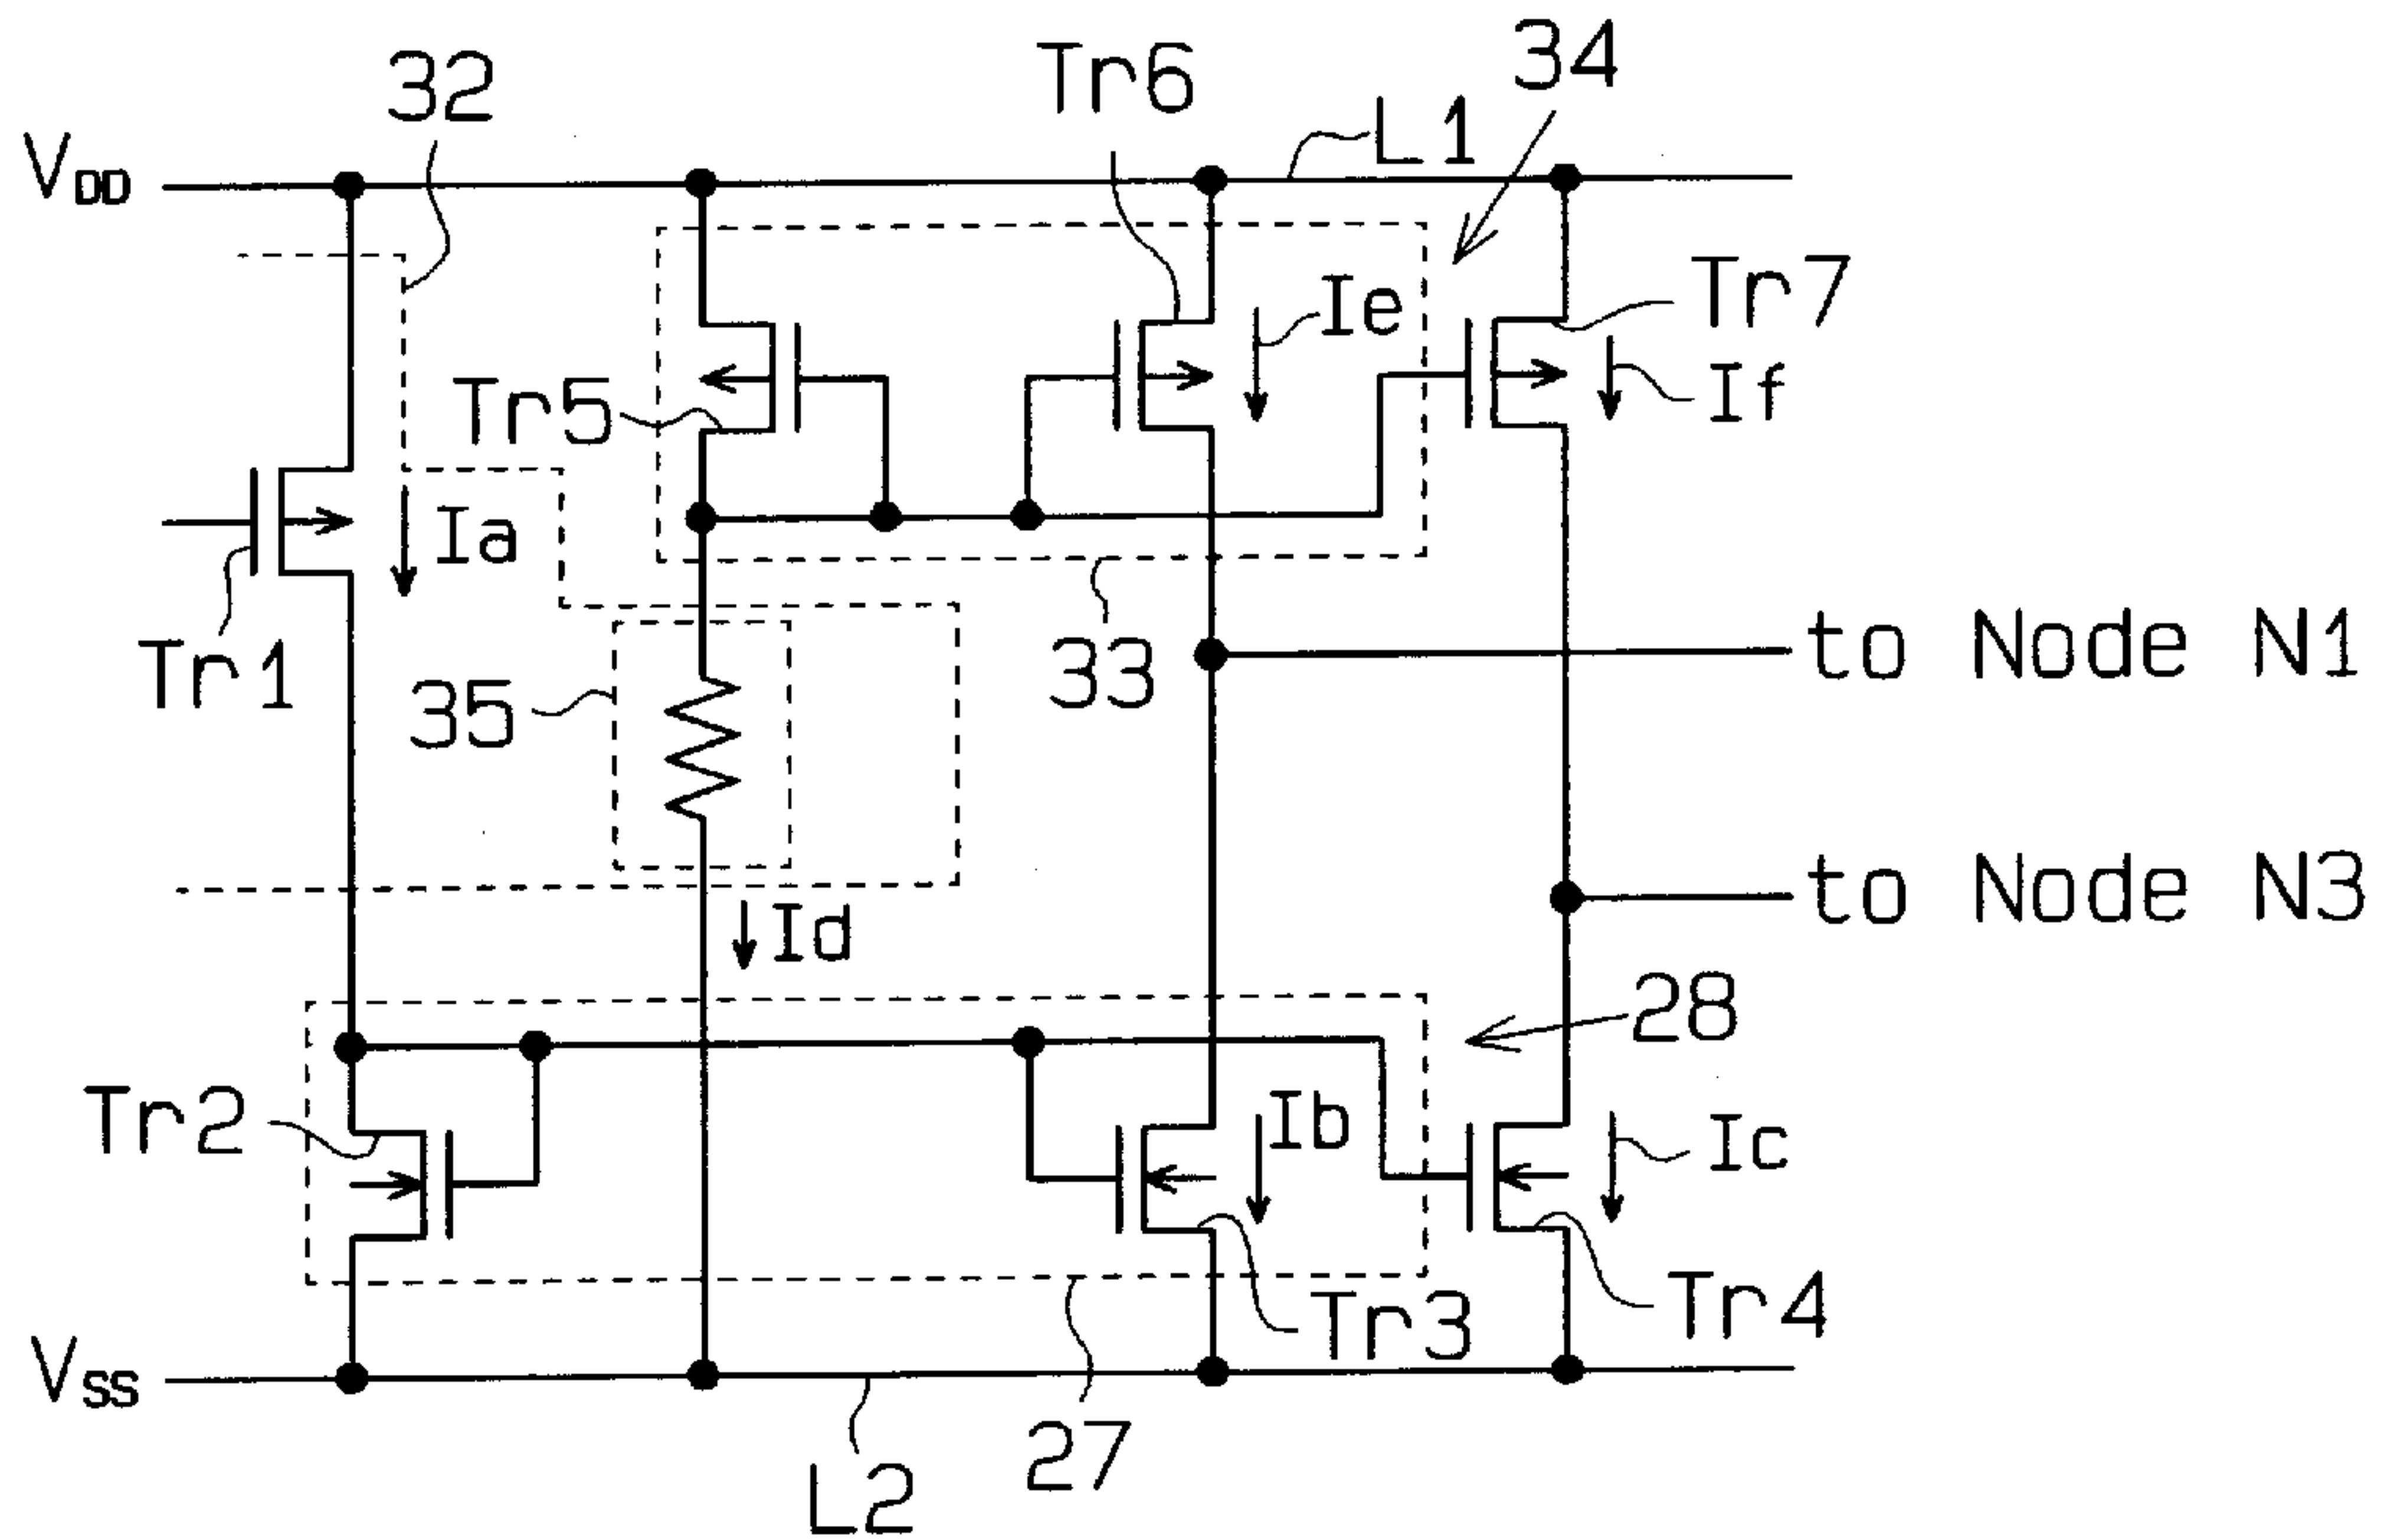 34
32
Tr6
L1
VDD
Tr7
Ie
If
Tr5
Ia
to Node N1
Tr1
33
35
to Node N3
Id
28
Tr2
Ib
Ic
Tr3
Tr4
VSS
27
L2